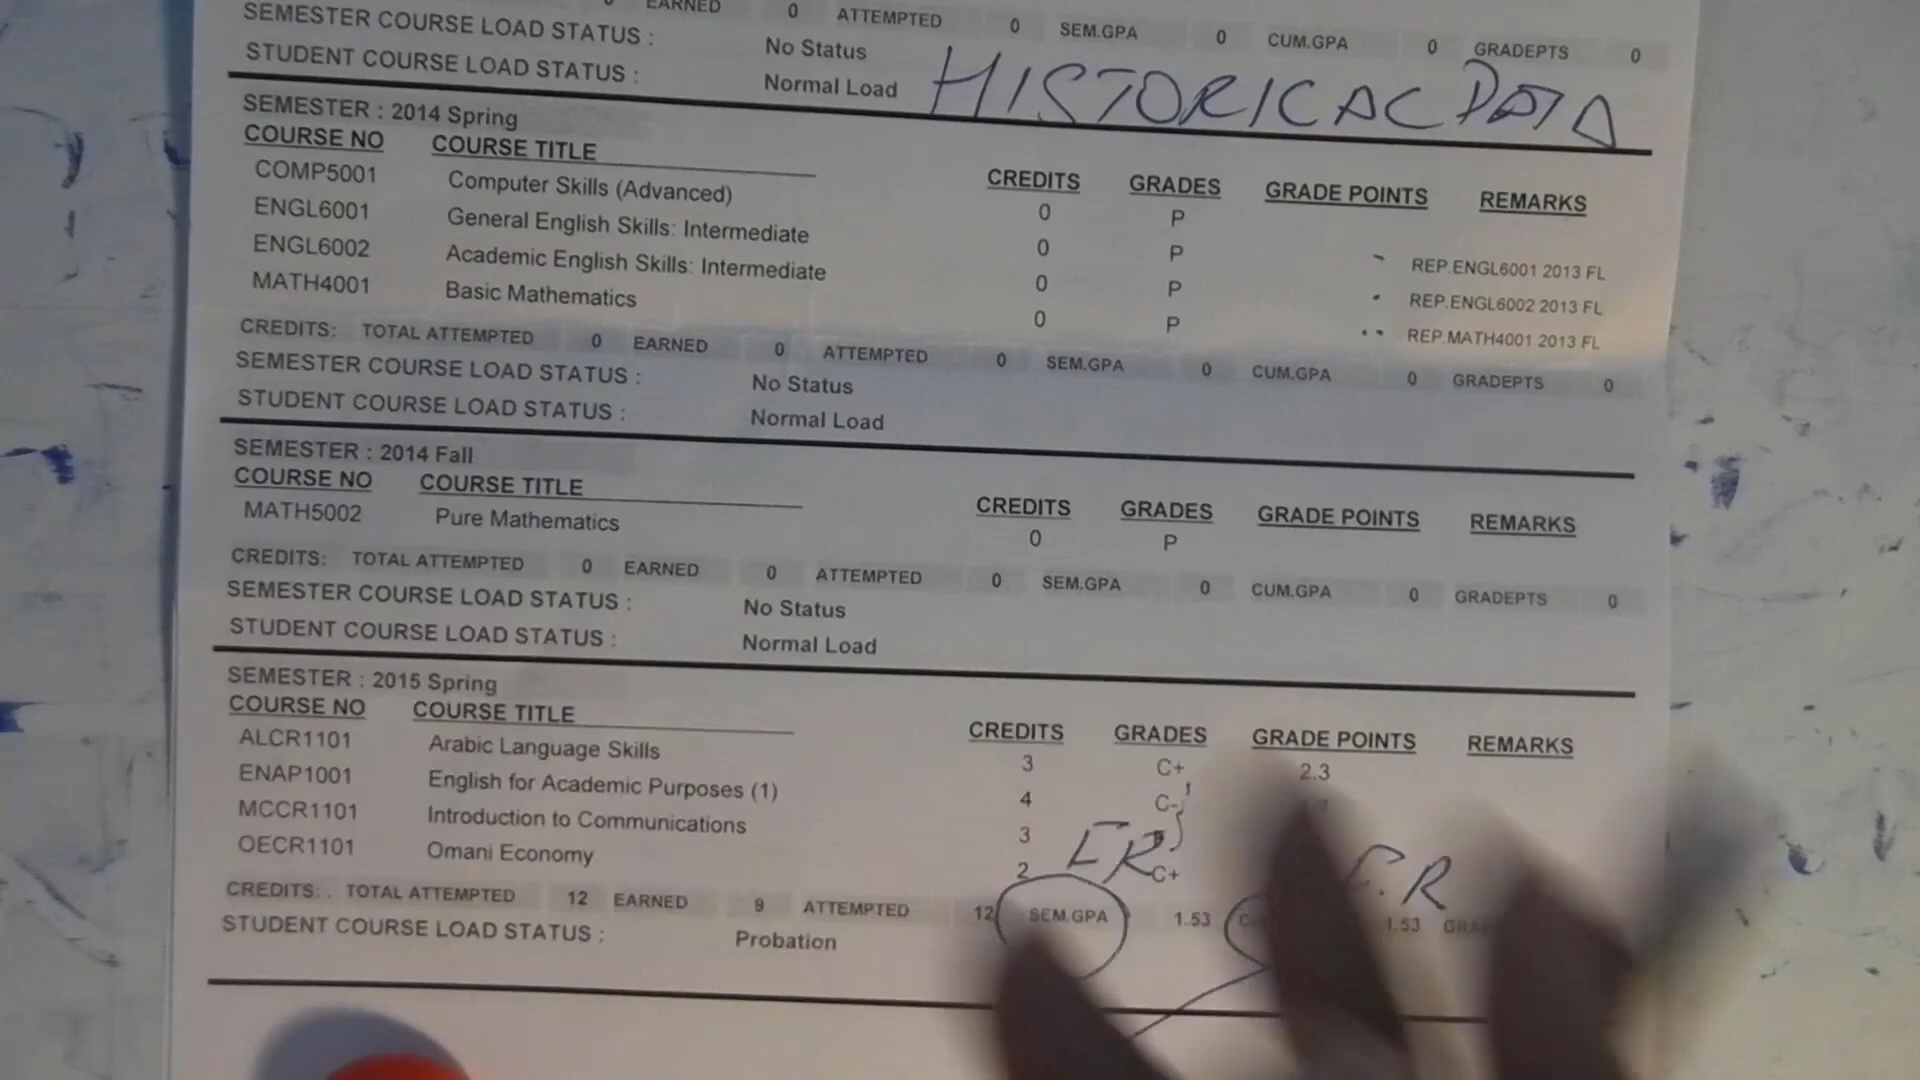 EARNED 0 ATTEMPTED 0 SEM.GPA 0 CUM.GPA 0 GRADEPTS 0
SEMESTER COURSE LOAD STATUS : No Status
STUDENT COURSE LOAD STATUS : Normal Load
HISTORICAL DATA
SEMESTER : 2014 Spring
COURSE NO COURSE TITLE CREDITS GRADES GRADE POINTS REMARKS
COMP5001 Computer Skills (Advanced) 0 P
ENGL6001 General English Skills: Intermediate 0 P REP.ENGL6001 2013 FL
ENGL6002 Academic English Skills: Intermediate 0 P REP.ENGL6002 2013 FL
MATH4001 Basic Mathematics 0 P REP.MATH4001 2013 FL
CREDITS: TOTAL ATTEMPTED 0 EARNED 0 ATTEMPTED 0 SEM.GPA 0 CUM.GPA 0 GRADEPTS 0
SEMESTER COURSE LOAD STATUS : No Status
STUDENT COURSE LOAD STATUS : Normal Load
SEMESTER : 2014 Fall
COURSE NO COURSE TITLE CREDITS GRADES GRADE POINTS REMARKS
MATH5002 Pure Mathematics 0 P
CREDITS: TOTAL ATTEMPTED 0 EARNED 0 ATTEMPTED 0 SEM.GPA 0 CUM.GPA 0 GRADEPTS 0
SEMESTER COURSE LOAD STATUS : No Status
STUDENT COURSE LOAD STATUS : Normal Load
SEMESTER : 2015 Spring
COURSE NO COURSE TITLE CREDITS GRADES GRADE POINTS REMARKS
ALCR1101 Arabic Language Skills 3 C+ 2.3
ENAP1001 English for Academic Purposes (1) 4 C-
MCCR1101 Introduction to Communications 3
OECR1101 Omani Economy 2 C+
CREDITS: TOTAL ATTEMPTED 12 EARNED 9 ATTEMPTED 12 SEM.GPA 1.53 1.53
STUDENT COURSE LOAD STATUS : Probation